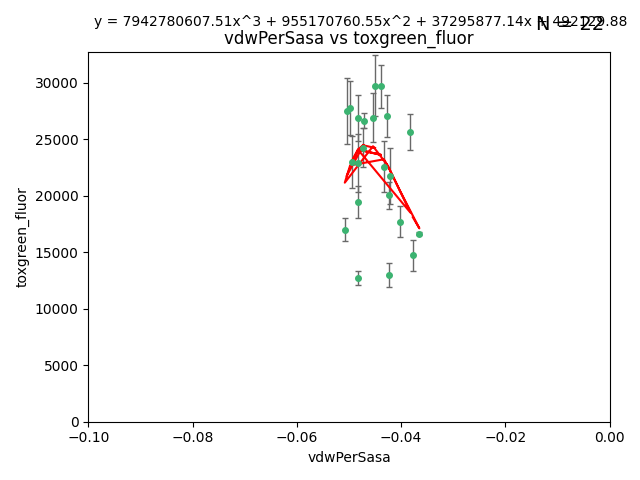 y = 7942780607.51x^3 + 955170760.55x^2 + 37295877.14x + 492129.88
N = 22
vdwPerSasa vs toxgreen_fluor
30000
25000
20000
15000
10000
5000
0
toxgreen_fluor
−0.10 −0.08 −0.06 −0.04 −0.02 0.00
vdwPerSasa